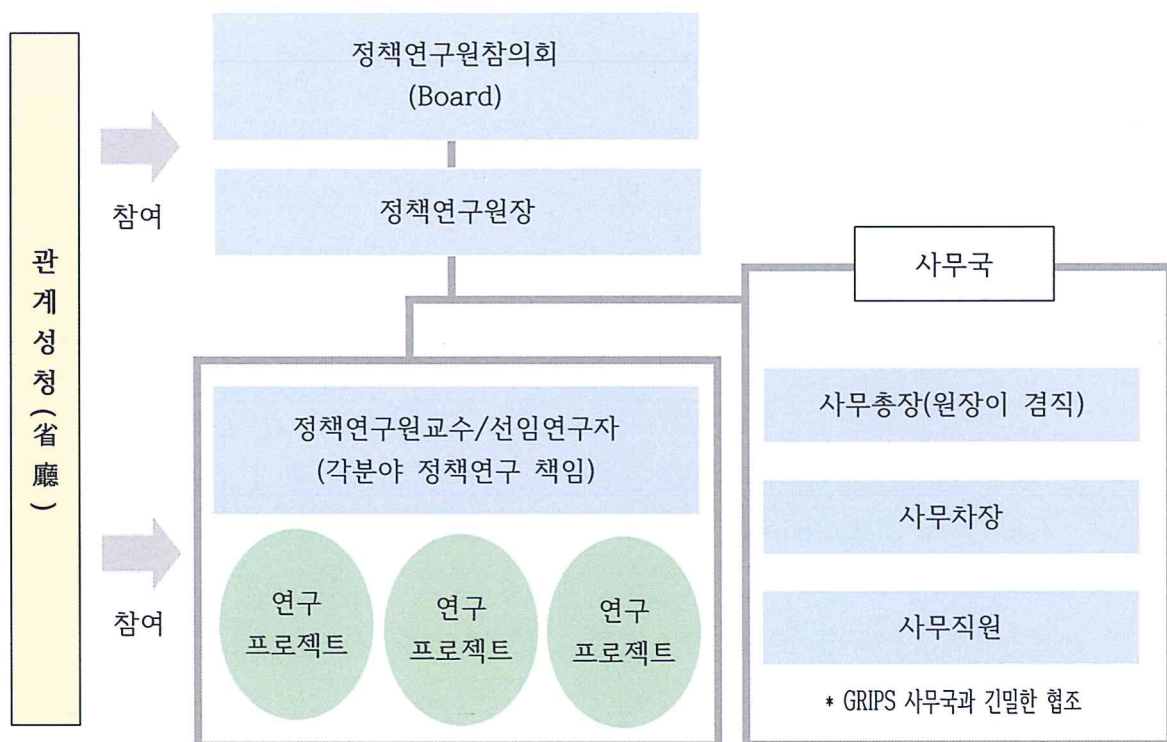 정책연구원참의회
(Board)
참여
정책연구원장
관계성청(省廳)
사무국
정책연구원교수/선임연구자
(각분야 정책연구 책임)
참여
연구
프로젝트
연구
프로젝트
연구
프로젝트
사무총장(원장이 겸직)
사무차장
사무직원
* GRIPS 사무국과 긴밀한 협조